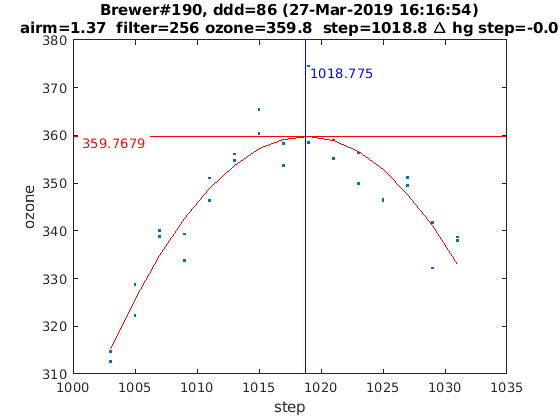 Brewer#190, ddd=86 (27-Mar-2019 16:16:54)
airm=1.37 filter=256 ozone=359.8 step=1018.8 Δ hg step=-0.0
380
370
360
350
340
330
320
310
ozone
1018.775
359.7679
1000 1005 1010 1015 1020 1025 1030 1035
step